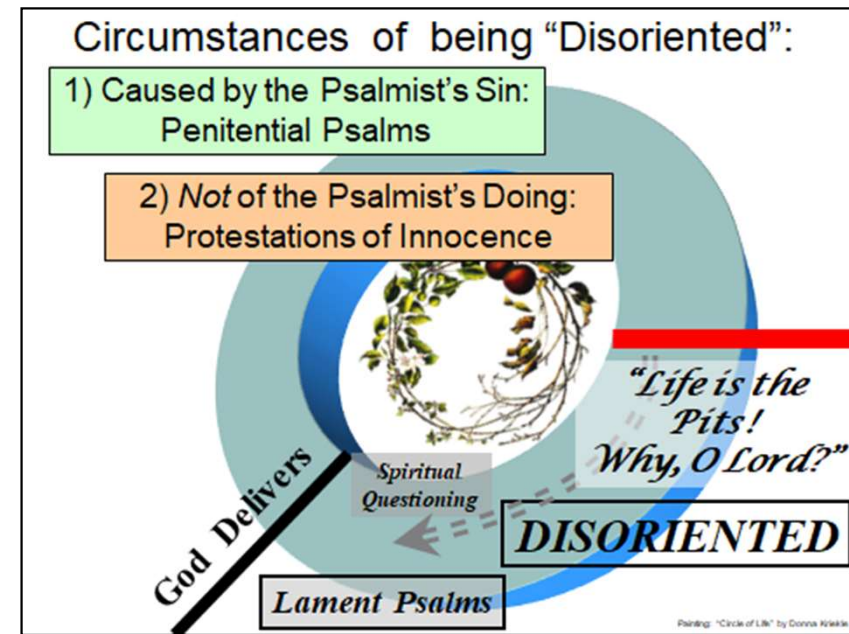 Circumstances of being “Disoriented”:
1) Caused by the Psalmist’s Sin:
Penitential Psalms
2) Not of the Psalmist’s Doing:
Protestations of Innocence
“Life is the
Pits!
Why, O Lord?”
Spiritual
Questioning
God Delivers
DISORIENTED
Lament Psalms
Painting: “Circle of Life” by Donna